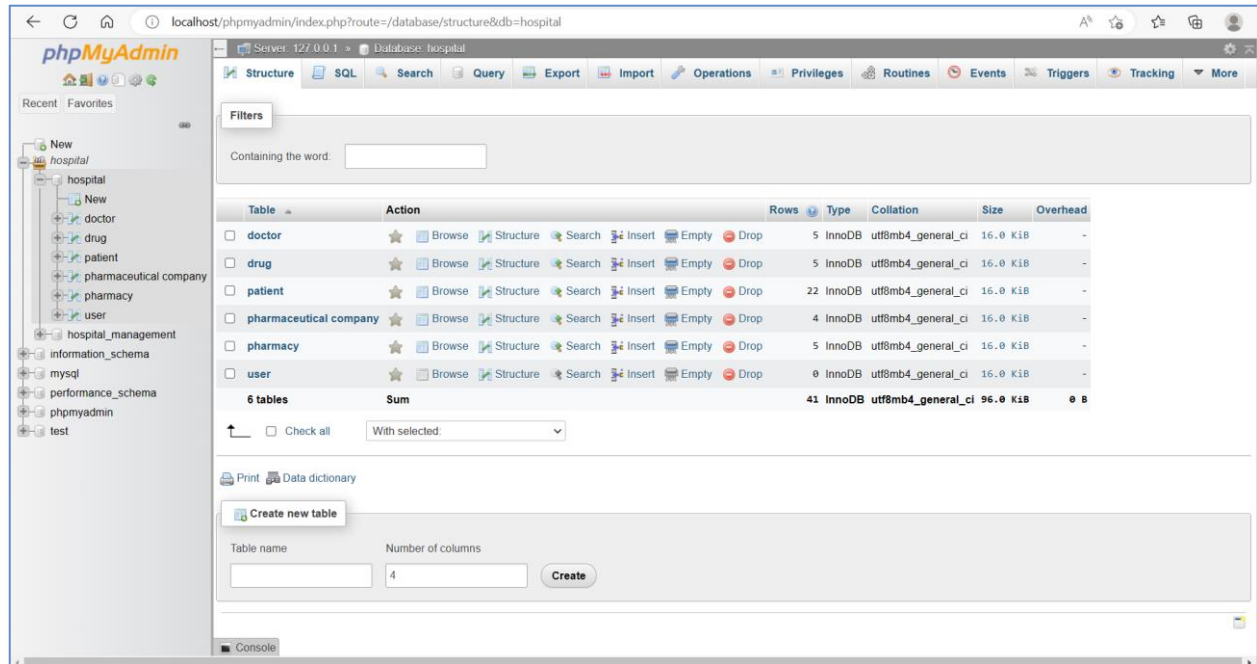 localhost/phpmyadmin/index.php?route=/database/structure&db=hospital
phpMyAdmin
Recent Favorites
New
hospital
hospital
New
doctor
drug
patient
pharmaceutical company
pharmacy
user
hospital_management
information_schema
mysql
performance_schema
phpmyadmin
test
Server: 127.0.0.1 » Database: hospital
Structure SQL Search Query Export Import Operations Privileges Routines Events Triggers Tracking More
Filters
Containing the word:
Table Action Rows Type Collation Size Overhead
doctor Browse Structure Search Insert Empty Drop 5 InnoDB utf8mb4_general_ci 16.0 KiB -
drug Browse Structure Search Insert Empty Drop 5 InnoDB utf8mb4_general_ci 16.0 KiB -
patient Browse Structure Search Insert Empty Drop 22 InnoDB utf8mb4_general_ci 16.0 KiB -
pharmaceutical company Browse Structure Search Insert Empty Drop 4 InnoDB utf8mb4_general_ci 16.0 KiB -
pharmacy Browse Structure Search Insert Empty Drop 5 InnoDB utf8mb4_general_ci 16.0 KiB -
user Browse Structure Search Insert Empty Drop 0 InnoDB utf8mb4_general_ci 16.0 KiB -
6 tables Sum 41 InnoDB utf8mb4_general_ci 96.0 KiB 0 B
Check all With selected:
Print Data dictionary
Create new table
Table name Number of columns
4 Create
Console